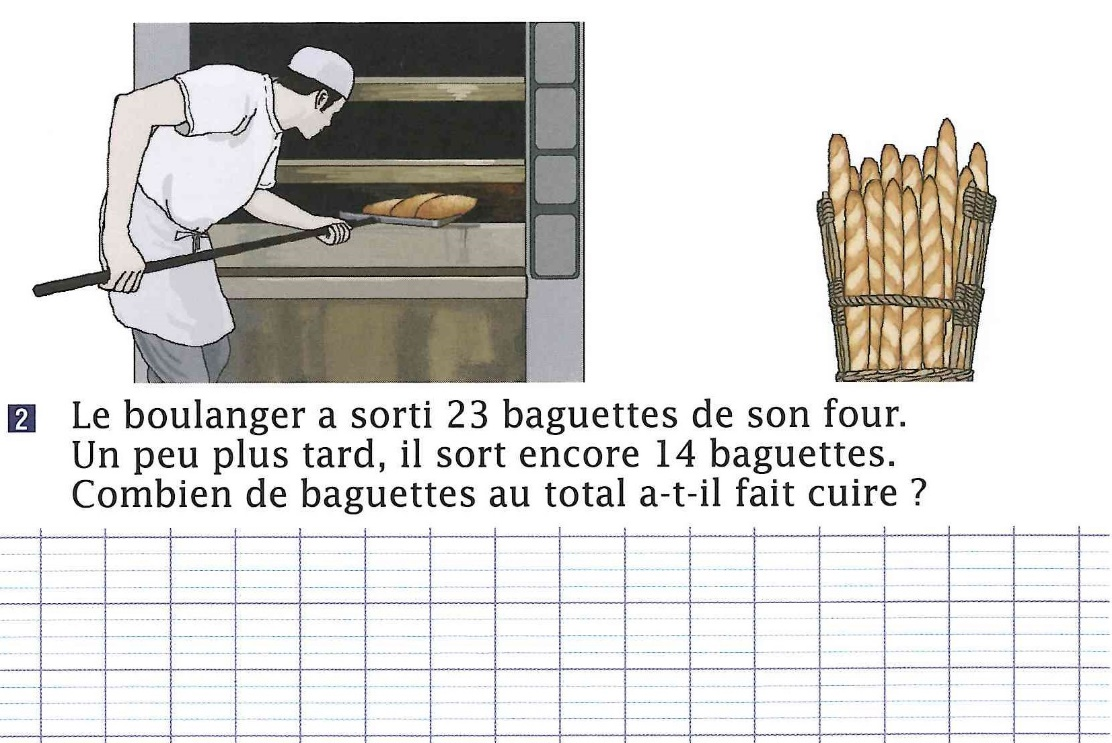 2 Le boulanger a sorti 23 baguettes de son four.
Un peu plus tard, il sort encore 14 baguettes.
Combien de baguettes au total a-t-il fait cuire ?